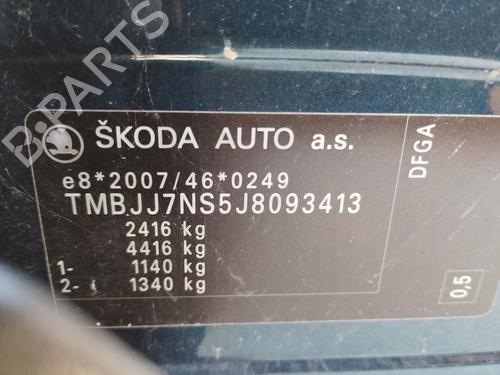 B-PARTS
ŠKODA AUTO a.s.
e8*2007/46*0249
TMBJJ7NS5J8093413
2416 kg
4416 kg
1- 1140 kg
2- 1340 kg
DFGA
0,5